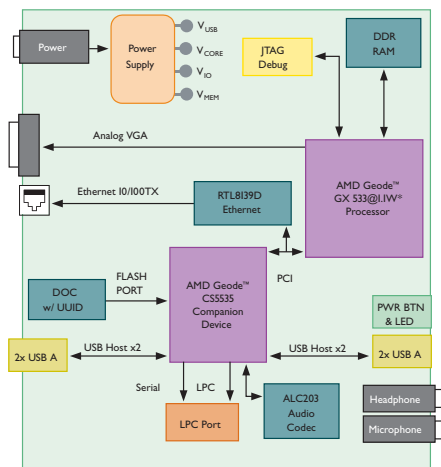 Power
Power
Supply
VUSB
VCORE
VIO
VMEM
JTAG
Debug
DDR
RAM
Analog VGA
AMD Geode™
GX 533@1.1W*
Processor
Ethernet 10/100TX
RTL8139D
Ethernet
PCI
AMD Geode™
CS5535
Companion
Device
FLASH
PORT
DOC
w/ UUID
PWR BTN
& LED
2x USB A
USB Host x2
USB Host x2
2x USB A
Serial
LPC
LPC Port
ALC203
Audio
Codec
Headphone
Microphone